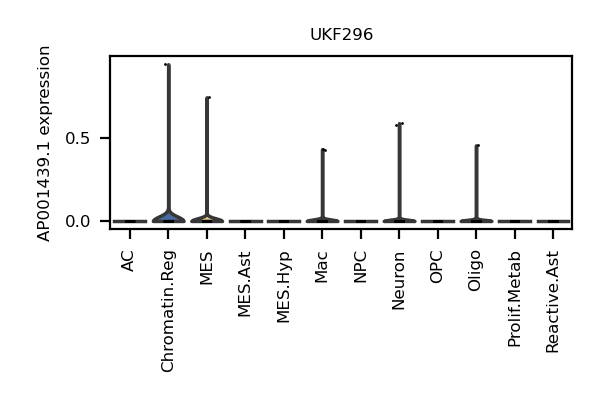 UKF296
AP001439.1 expression
0.5
0.0
AC
Chromatin.Reg
MES
MES.Ast
MES.Hyp
Mac
NPC
Neuron
OPC
Oligo
Prolif.Metab
Reactive.Ast